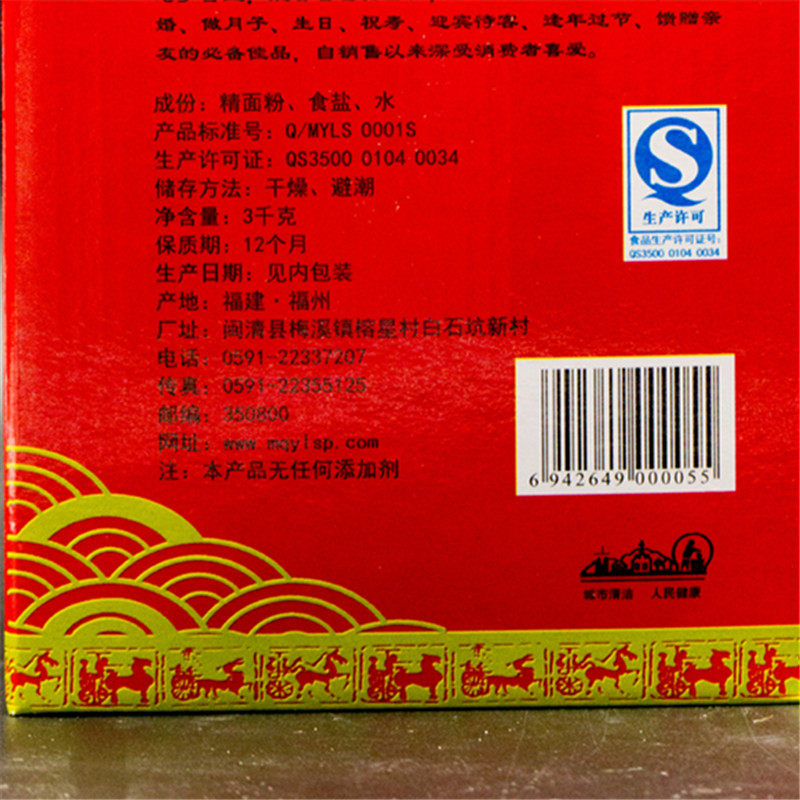 婚、做月子、生日、祝寿、迎宾待客、逢年过节、馈赠亲
友的必备佳品，自销售以来深受消费者喜爱。
成份：精面粉、食盐、水
产品标准号：Q/MYLS 0001S
生产许可证：QS3500 0104 0034
储存方法：干燥、避潮
净含量：3千克
保质期：12个月
生产日期：见内包装
产地：福建·福州
厂址：闽清县梅溪镇榕星村白石坑新村
电话：0591-22337207
传真：0591-22355125
邮编：350800
网址：www.mqylsp.com
注：本产品无任何添加剂
生产许可
食品生产许可证号：
QS3500 0104 0034
6 942649 000055
城市清洁 人民健康